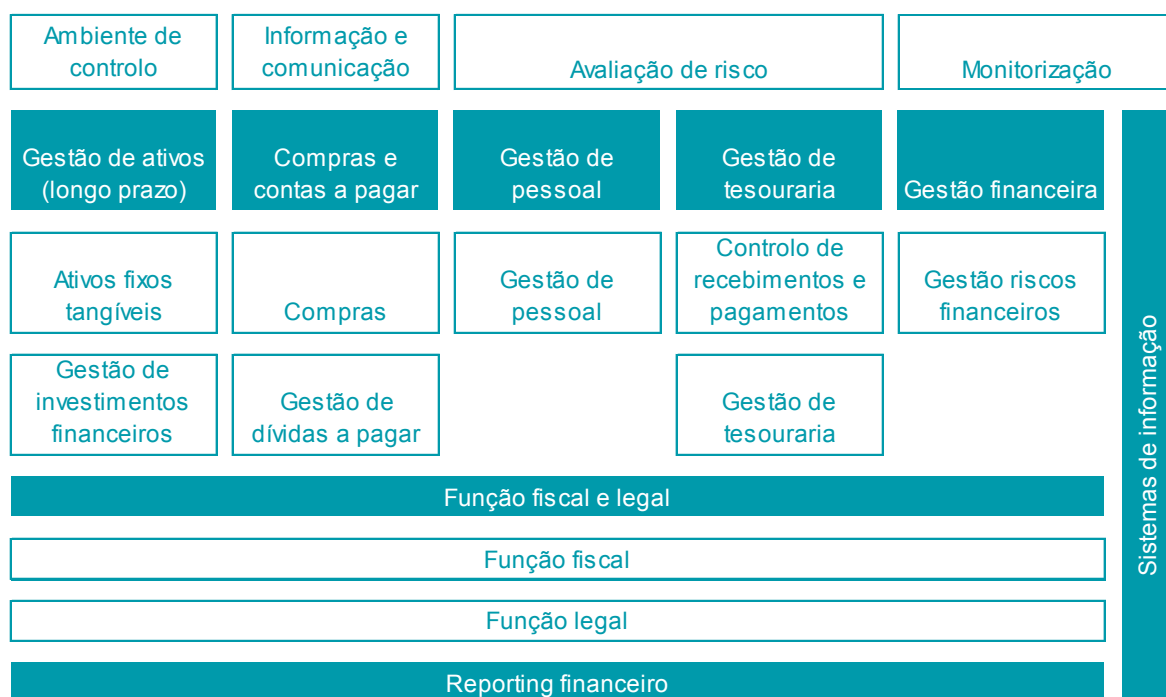 Ambiente de
controlo
Informação e
comunicação
Avaliação de risco
Monitorização
Gestão de ativos
(longo prazo)
Compras e
contas a pagar
Gestão de
pessoal
Gestão de
tesouraria
Gestão financeira
Ativos fixos
tangíveis
Compras
Gestão de
pessoal
Controlo de
recebimentos e
pagamentos
Gestão riscos
financeiros
Gestão de
investimentos
financeiros
Gestão de
dívidas a pagar
Gestão de
tesouraria
Função fiscal e legal
Função fiscal
Função legal
Reporting financeiro
Sistemas de informação